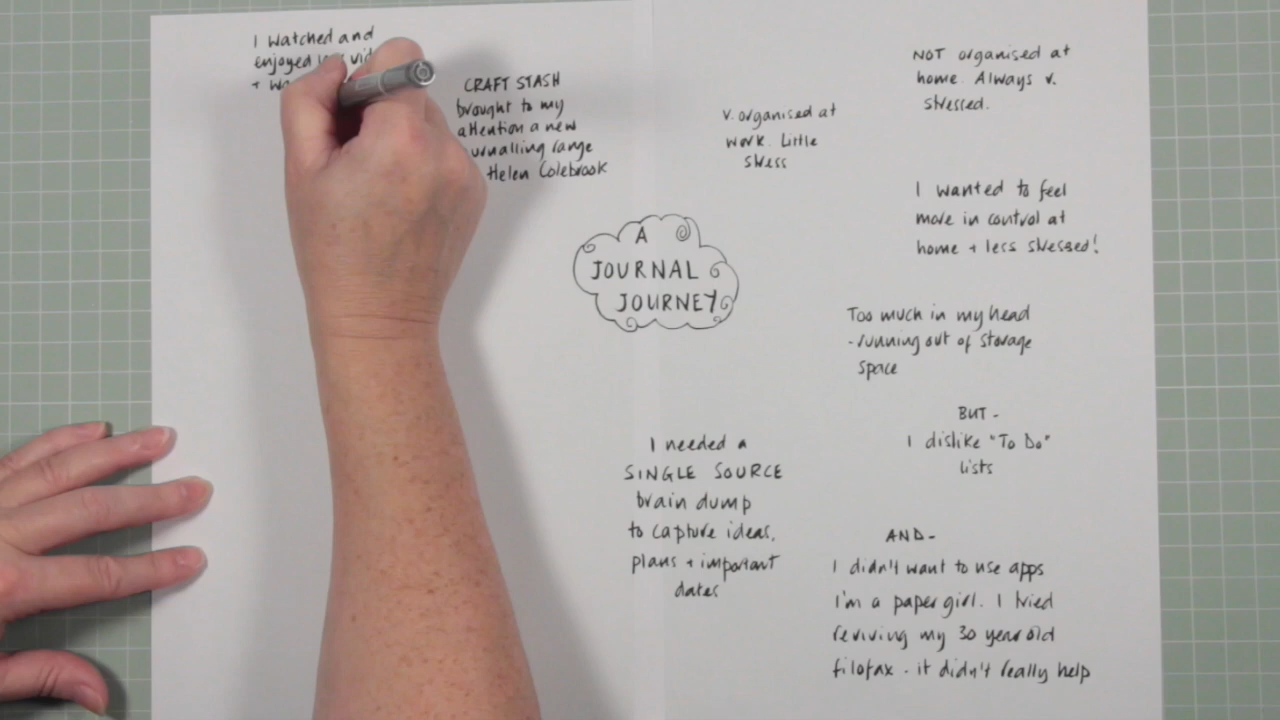 I watched and
enjoyed
+
CRAFT STASH
brought to my
attention a new
range
Helen Colebrook
v. organised at
work. Little
stress
NOT organised at
home. Always v.
stressed.
I wanted to feel
more in control at
home + less stressed!
A
JOURNAL
JOURNEY
Too much in my head
- running out of storage
space
BUT -
I dislike "To Do"
lists
I needed a
SINGLE SOURCE
brain dump
to capture ideas,
plans + important
dates
AND -
I didn't want to use apps
I'm a paper girl. I tried
reviving my 30 year old
filofax - it didn't really help